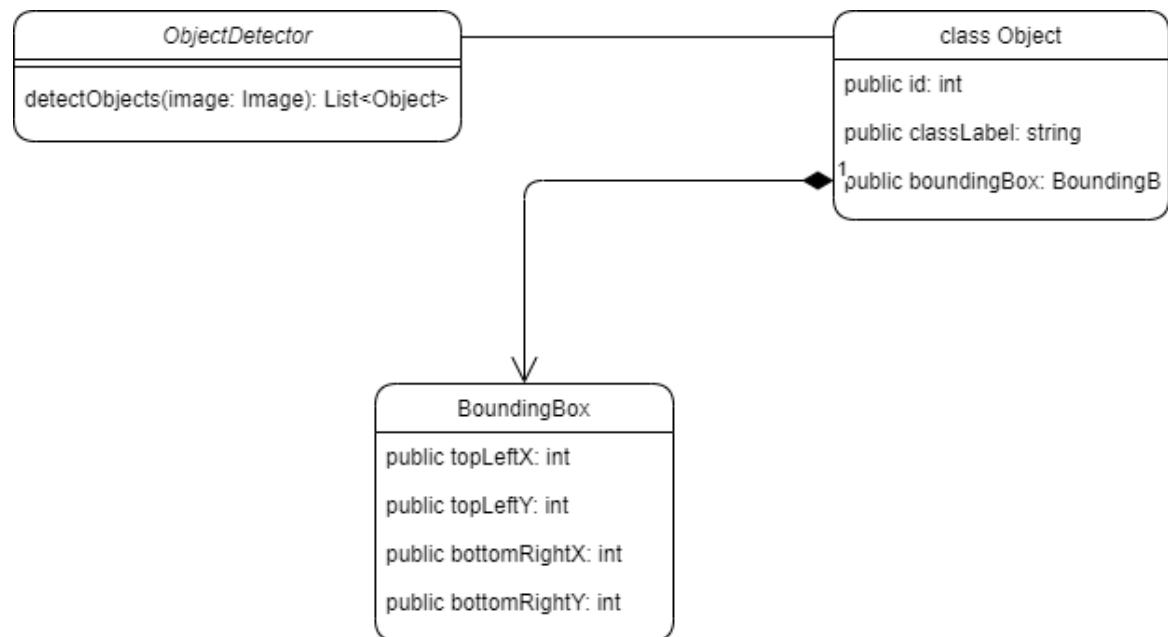 ObjectDetector
detectObjects(image: Image): List<Object>
class Object
public id: int
public classLabel: string
1
public boundingBox: BoundingB
BoundingBox
public topLeftX: int
public topLeftY: int
public bottomRightX: int
public bottomRightY: int